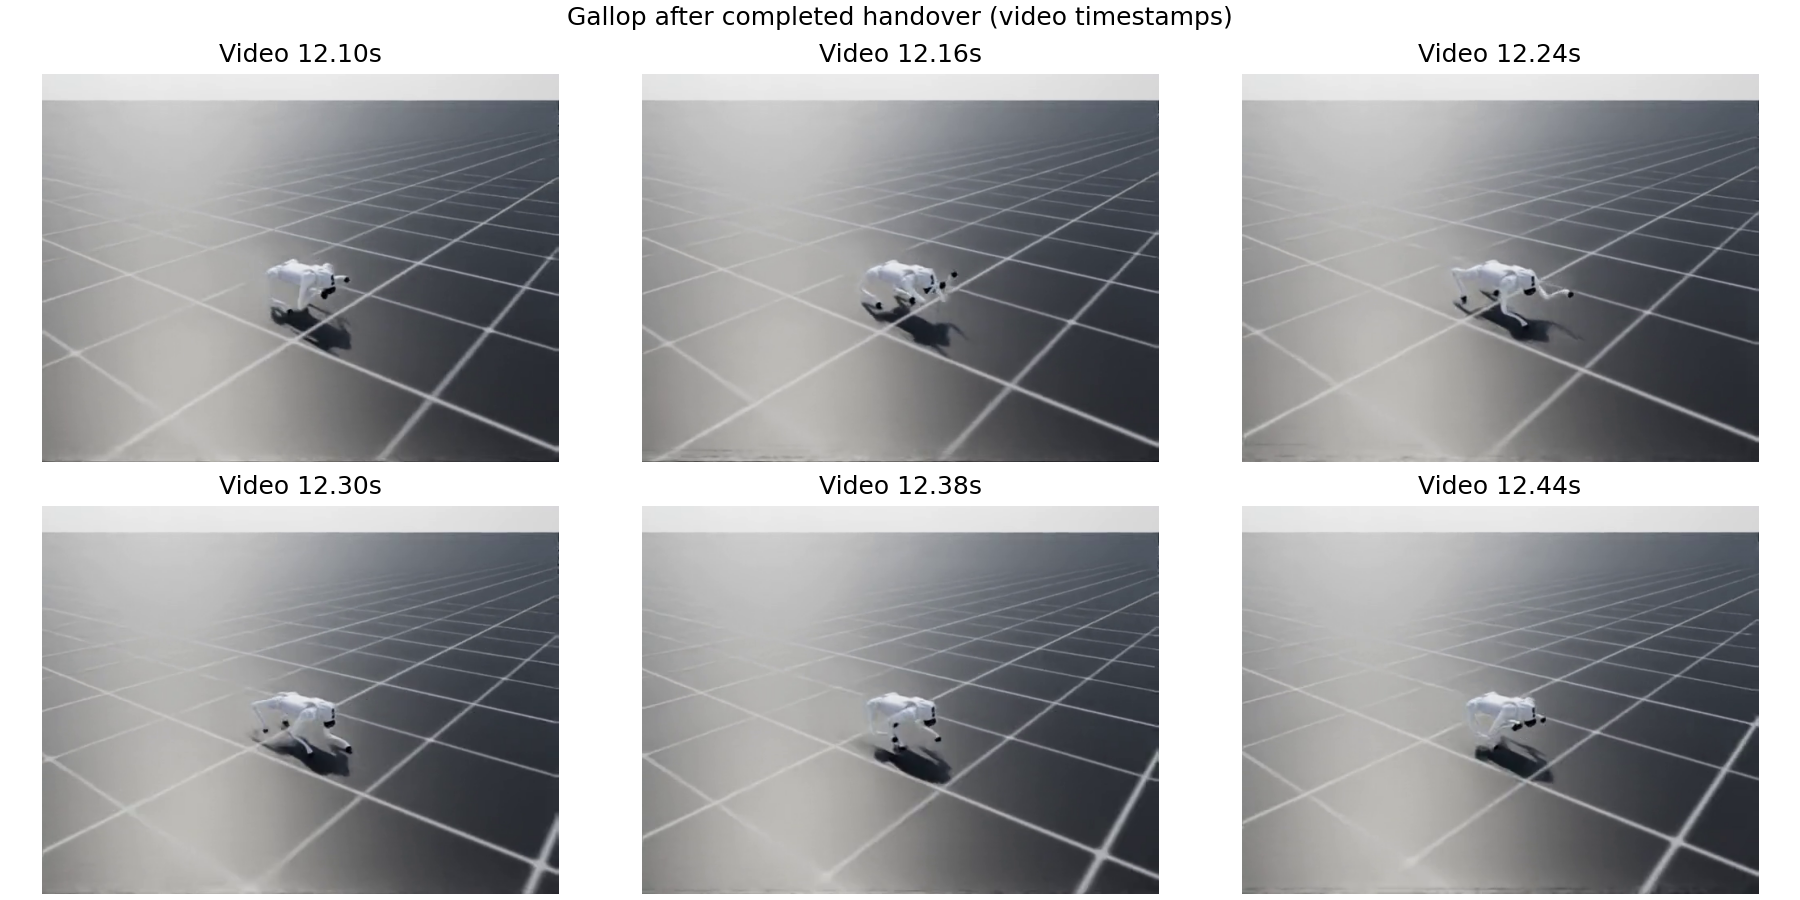 Gallop after completed handover (video timestamps)
Video 12.10s
Video 12.16s
Video 12.24s
Video 12.30s
Video 12.38s
Video 12.44s